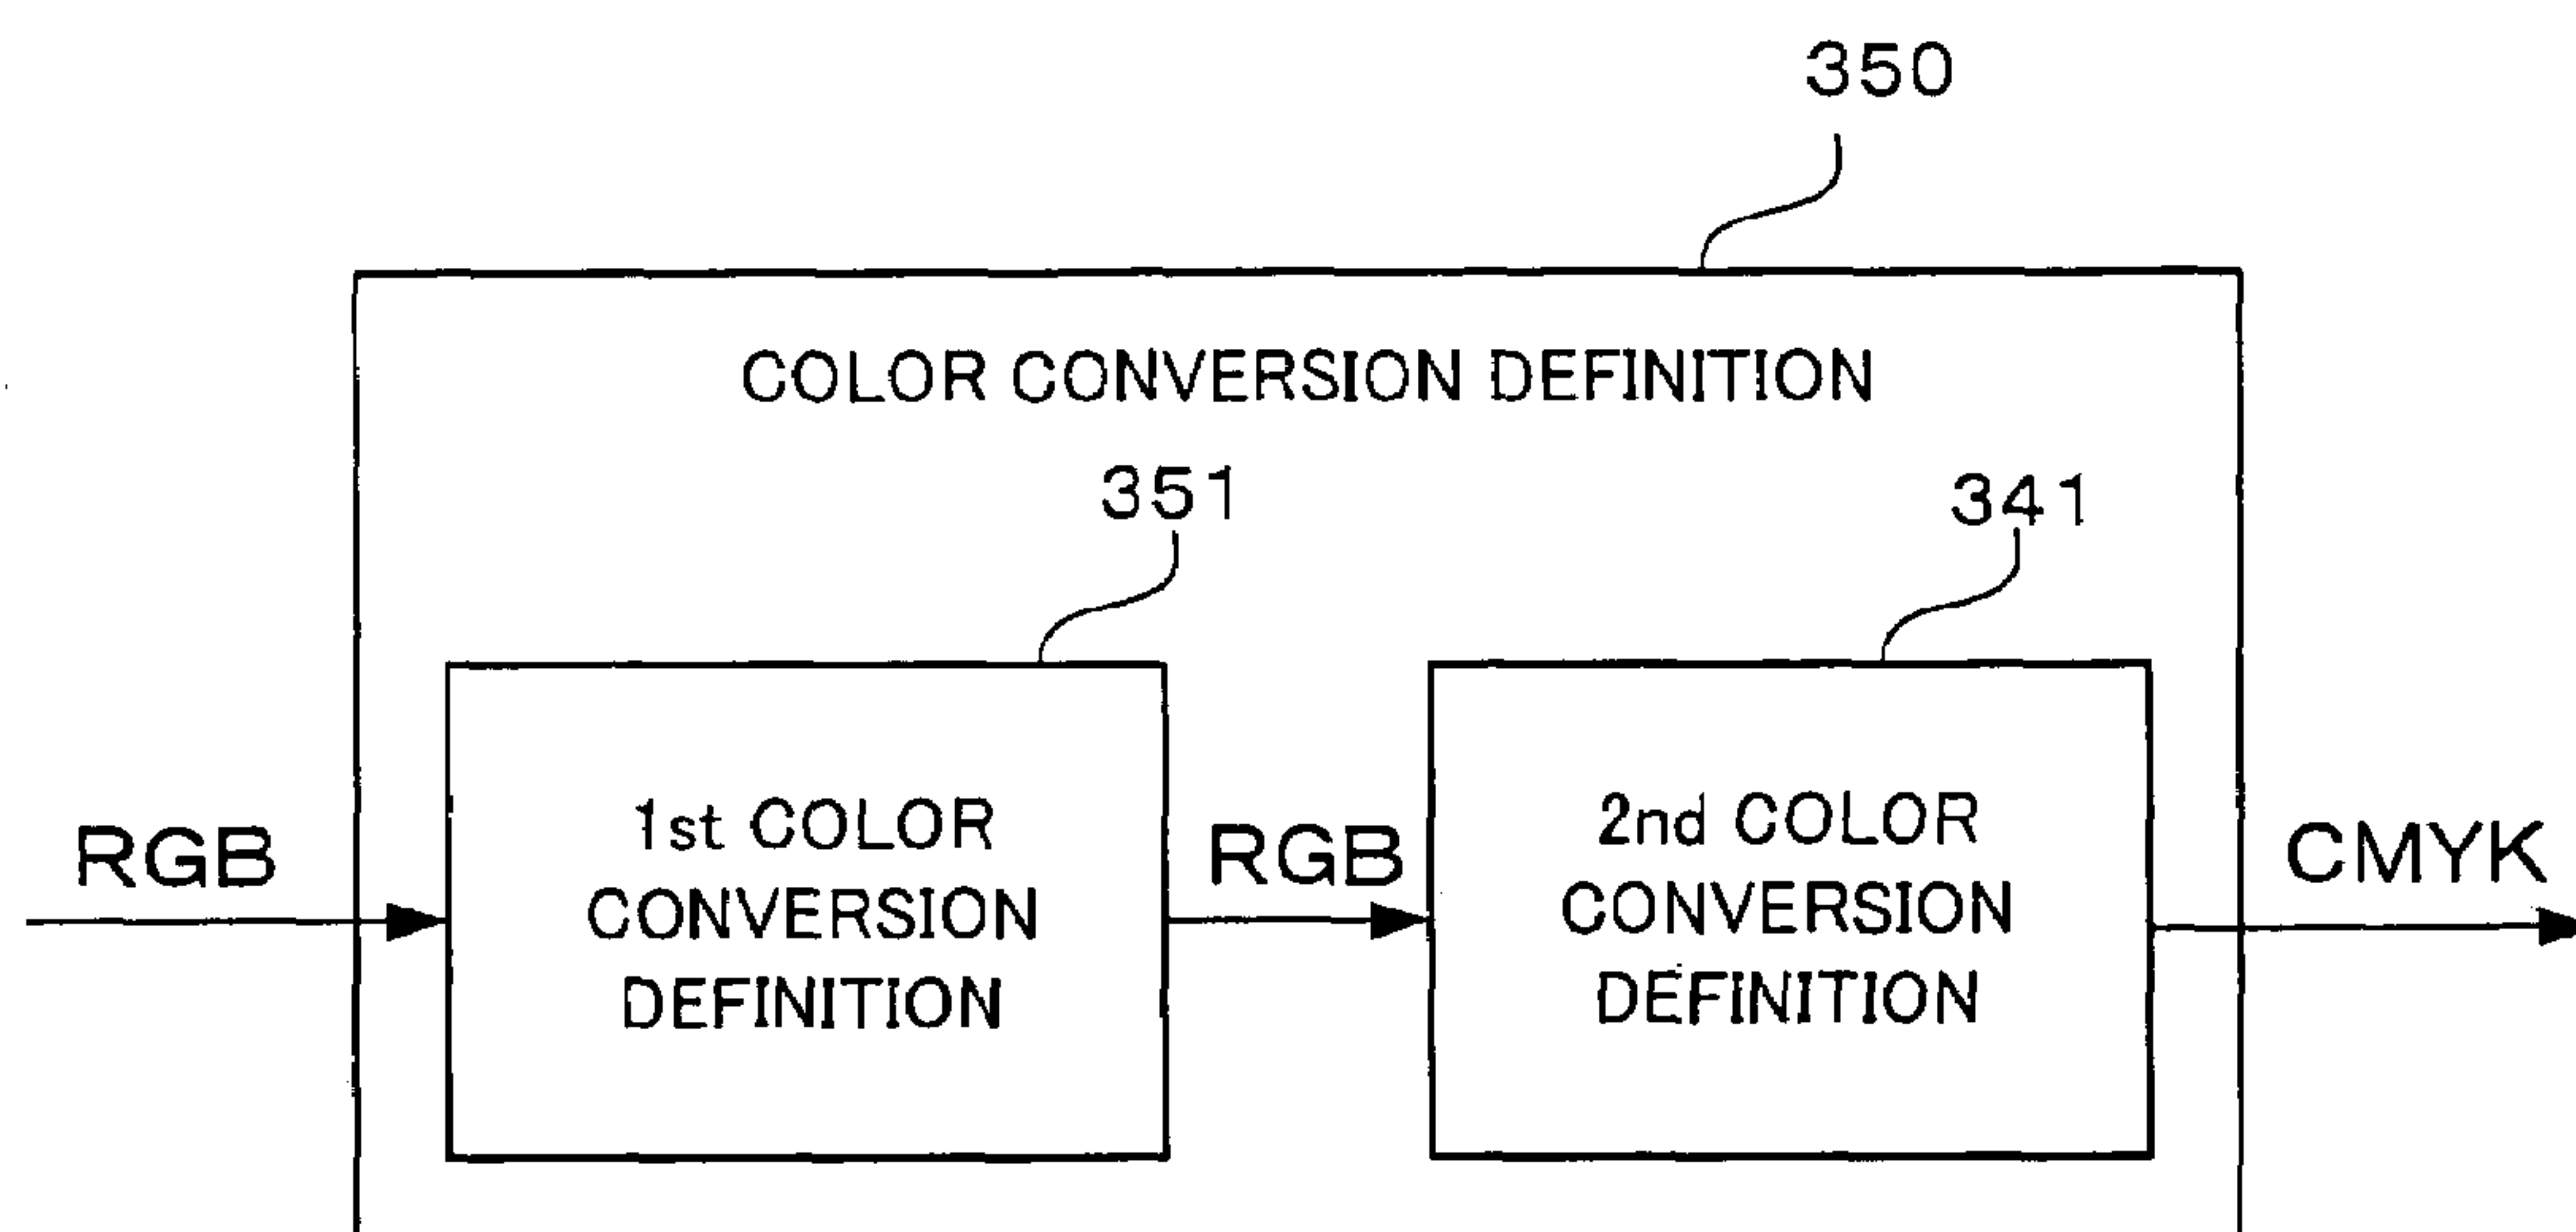 350
COLOR CONVERSION DEFINITION
351
341
RGB
1st COLOR
CONVERSION
DEFINITION
RGB
2nd COLOR
CONVERSION
DEFINITION
CMYK